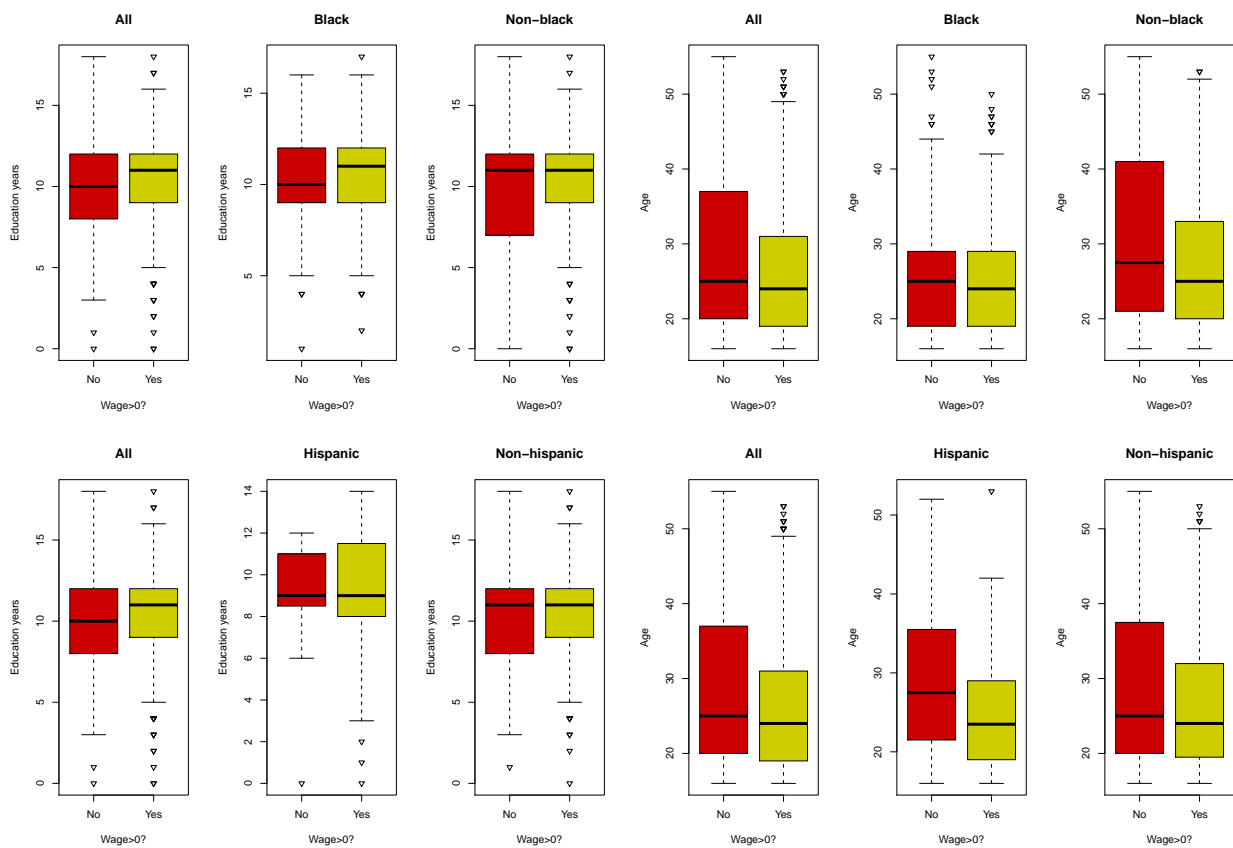 All
Education years
0
5
10
15
No
Yes
Wage>0?
Black
Education years
5
10
15
No
Yes
Wage>0?
Non-black
Education years
0
5
10
15
No
Yes
Wage>0?
All
Age
20
30
40
50
No
Yes
Wage>0?
Black
Age
20
30
40
50
No
Yes
Wage>0?
Non-black
Age
20
30
40
50
No
Yes
Wage>0?
All
Education years
0
5
10
15
No
Yes
Wage>0?
Hispanic
Education years
0
2
4
6
8
10
12
14
No
Yes
Wage>0?
Non-hispanic
Education years
0
5
10
15
No
Yes
Wage>0?
All
Age
20
30
40
50
No
Yes
Wage>0?
Hispanic
Age
20
30
40
50
No
Yes
Wage>0?
Non-hispanic
Age
20
30
40
50
No
Yes
Wage>0?